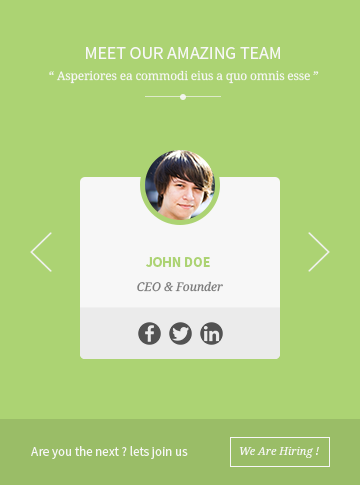 MEET OUR AMAZING TEAM
“ Asperiores ea commodi eius a quo omnis esse ”
JOHN DOE
CEO & Founder
Are you the next ? lets join us
We Are Hiring !